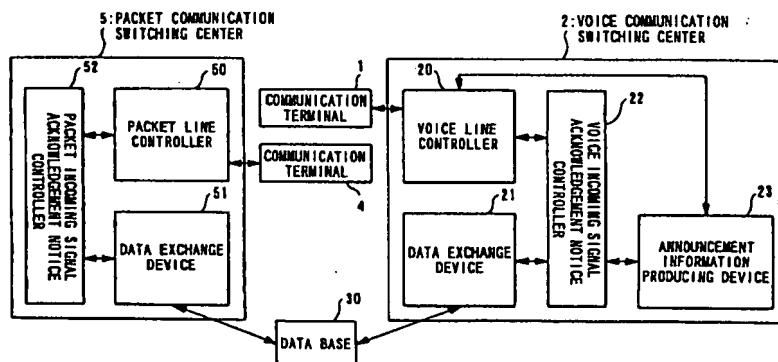 5:PACKET COMMUNICATION
SWITCHING CENTER
52
PACKET INCOMING SIGNAL
ACKNOWLEDGEMENT NOTICE
CONTROLLER
50
PACKET LINE
CONTROLLER
51
DATA EXCHANGE
DEVICE
1
COMMUNICATION
TERMINAL
COMMUNICATION
TERMINAL
4
30
DATA BASE
2:VOICE COMMUNICATION
SWITCHING CENTER
20
VOICE LINE
CONTROLLER
21
DATA EXCHANGE
DEVICE
22
VOICE INCOMING SIGNAL
ACKNOWLEDGEMENT NOTICE
CONTROLLER
23
ANNOUNCEMENT
INFORMATION
PRODUCING DEVICE